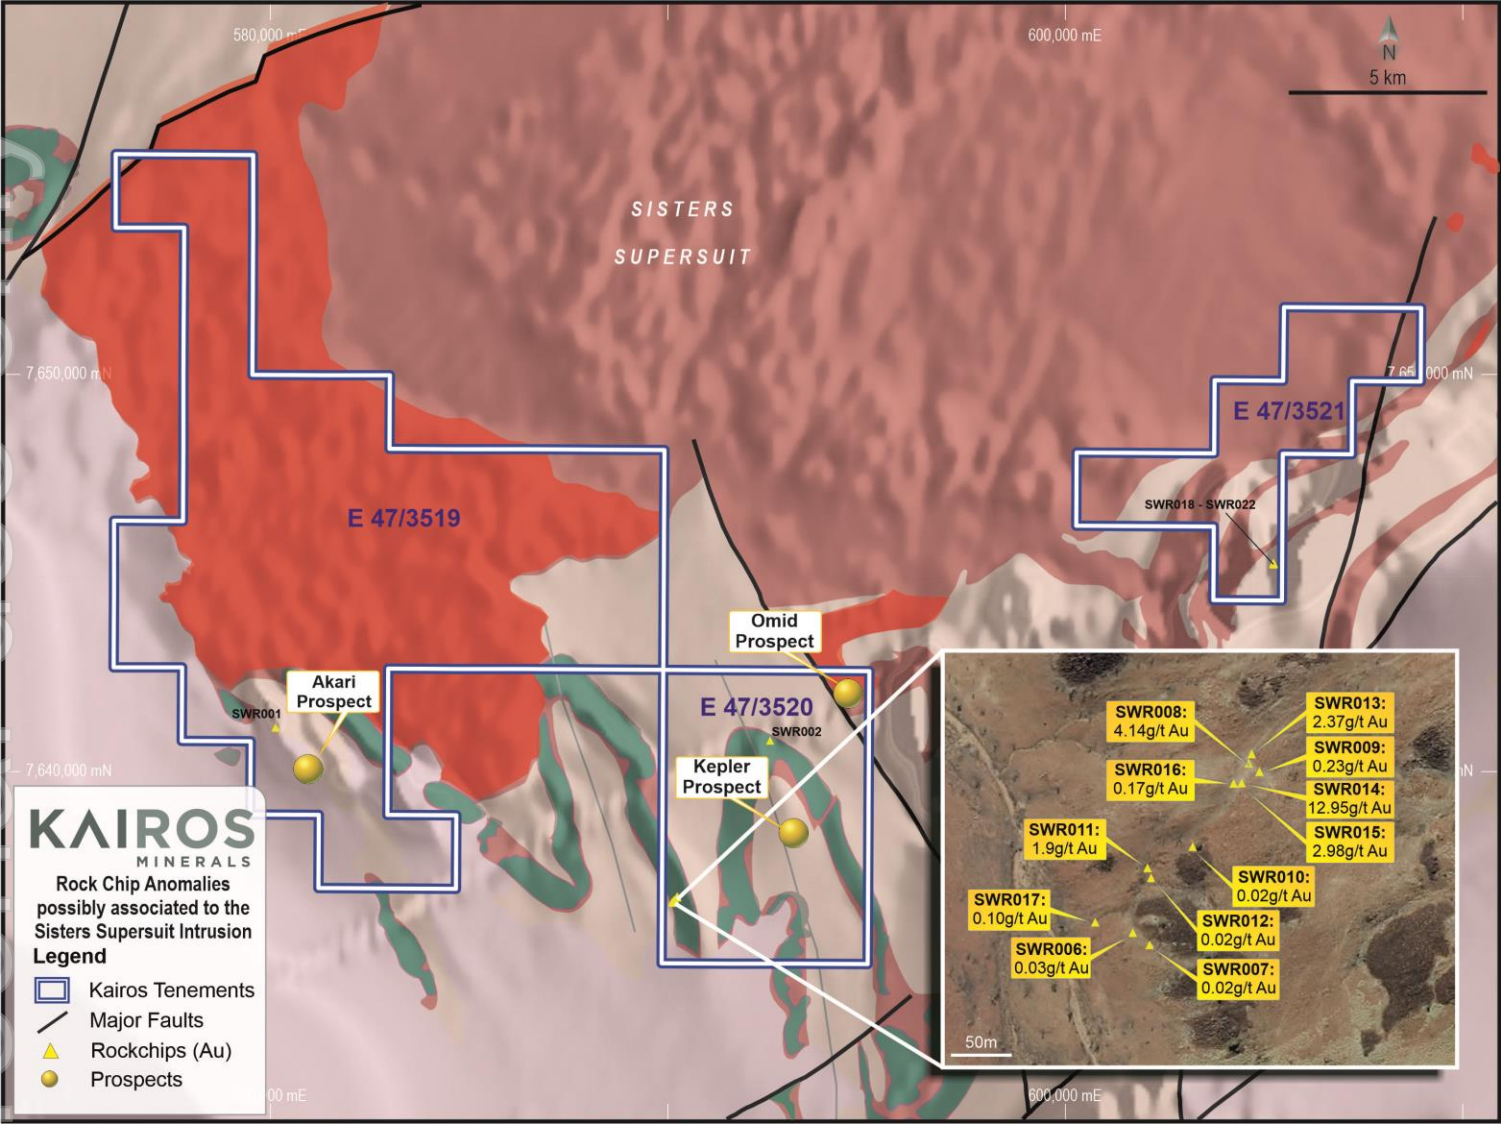 580,000 mE
600,000 mE
N
5 km
SISTERS
SUPERSUIT
7,650,000 mN
000 mN
E 47/3521
SWR018 - SWR022
E 47/3519
Omid
Prospect
Akari
Prospect
SWR001
E 47/3520
SWR002
Kepler
Prospect
7,640,000 mN
mN
SWR008:
4.14g/t Au
SWR013:
2.37g/t Au
SWR009:
0.23g/t Au
SWR016:
0.17g/t Au
SWR014:
12.95g/t Au
SWR011:
1.9g/t Au
SWR015:
2.98g/t Au
SWR010:
0.02g/t Au
SWR017:
0.10g/t Au
SWR012:
0.02g/t Au
SWR006:
0.03g/t Au
SWR007:
0.02g/t Au
50m
KAIROS
MINERALS
Rock Chip Anomalies
possibly associated to the
Sisters Supersuit Intrusion
Legend
Kairos Tenements
Major Faults
Rockchips (Au)
Prospects
mE
600,000 mE